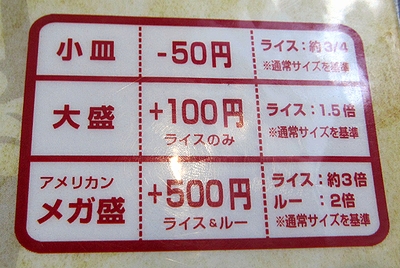 小皿
-50円
ライス：約3/4
※通常サイズを基準
大盛
+100円
ライスのみ
ライス：1.5倍
※通常サイズを基準
アメリカン
メガ盛
+500円
ライス&ルー
ライス：約3倍
ルー：2倍
※通常サイズを基準